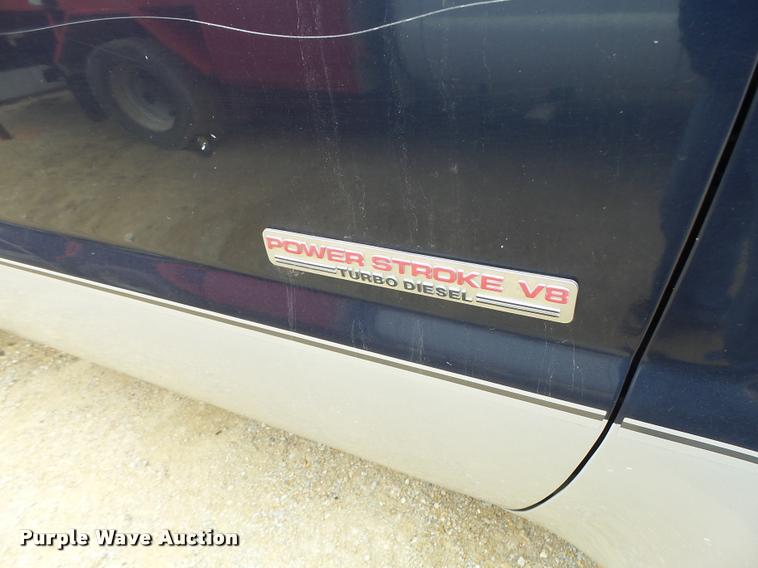 POWER STROKE V8
TURBO DIESEL
Purple Wave Auction